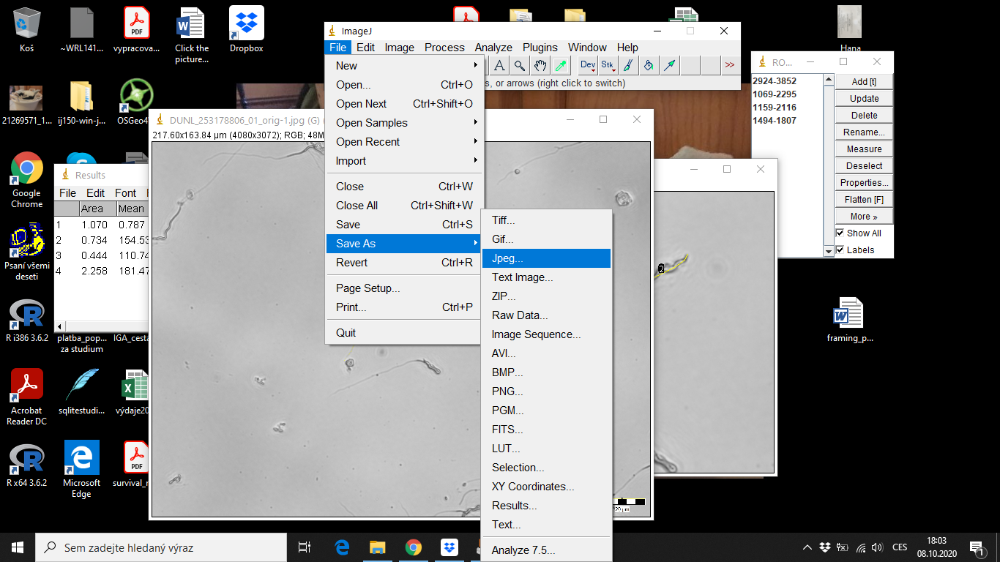 Koš
~WRL141...
vypracova...
Click the
picture...
Dropbox
Hana
21269571_1...
ij150-win-j...
OSGeo4
Google
Chrome
Psaní všemi
deseti
R i386 3.6.2
platba_pop...
za studium
IGA_cesta
Acrobat
Reader DC
sqlitestudi...
výdaje20
R x64 3.6.2
Microsoft
Edge
survival_r
framing_p...
ImageJ
File Edit Image Process Analyze Plugins Window Help
A Dev Stk >>
s, or arrows (right click to switch)
New
Open... Ctrl+O
Open Next Ctrl+Shift+O
Open Samples
Open Recent
Import
Close Ctrl+W
Close All Ctrl+Shift+W
Save Ctrl+S
Save As
Revert Ctrl+R
Page Setup...
Print... Ctrl+P
Quit
Tiff...
Gif...
Jpeg...
Text Image...
ZIP...
Raw Data...
Image Sequence...
AVI...
BMP...
PNG...
PGM...
FITS...
LUT...
Selection...
XY Coordinates...
Results...
Text...
Analyze 7.5...
DUNL_253178806_01_orig-1.jpg (G) (
217.60x163.84 µm (4080x3072); RGB; 48M
20 µm
2
Results
File Edit Font
Area Mean
1 1.070 0.787
2 0.734 154.53
3 0.444 110.74
4 2.258 181.47
RO...
2924-3852
1069-2295
1159-2116
1494-1807
Add [t]
Update
Delete
Rename...
Measure
Deselect
Properties...
Flatten [F]
More »
Show All
Labels
Sem zadejte hledaný výraz
CES
18:03
08.10.2020
1